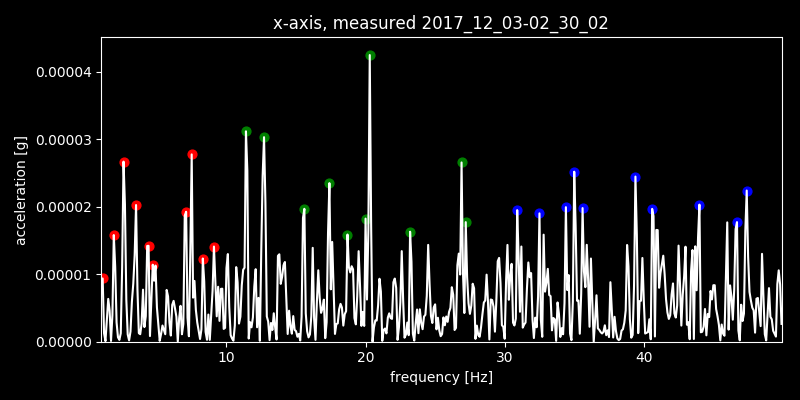 x-axis, measured 2017_12_03-02_30_02
acceleration [g]
0.00004
0.00003
0.00002
0.00001
0.00000
10 20 30 40
frequency [Hz]